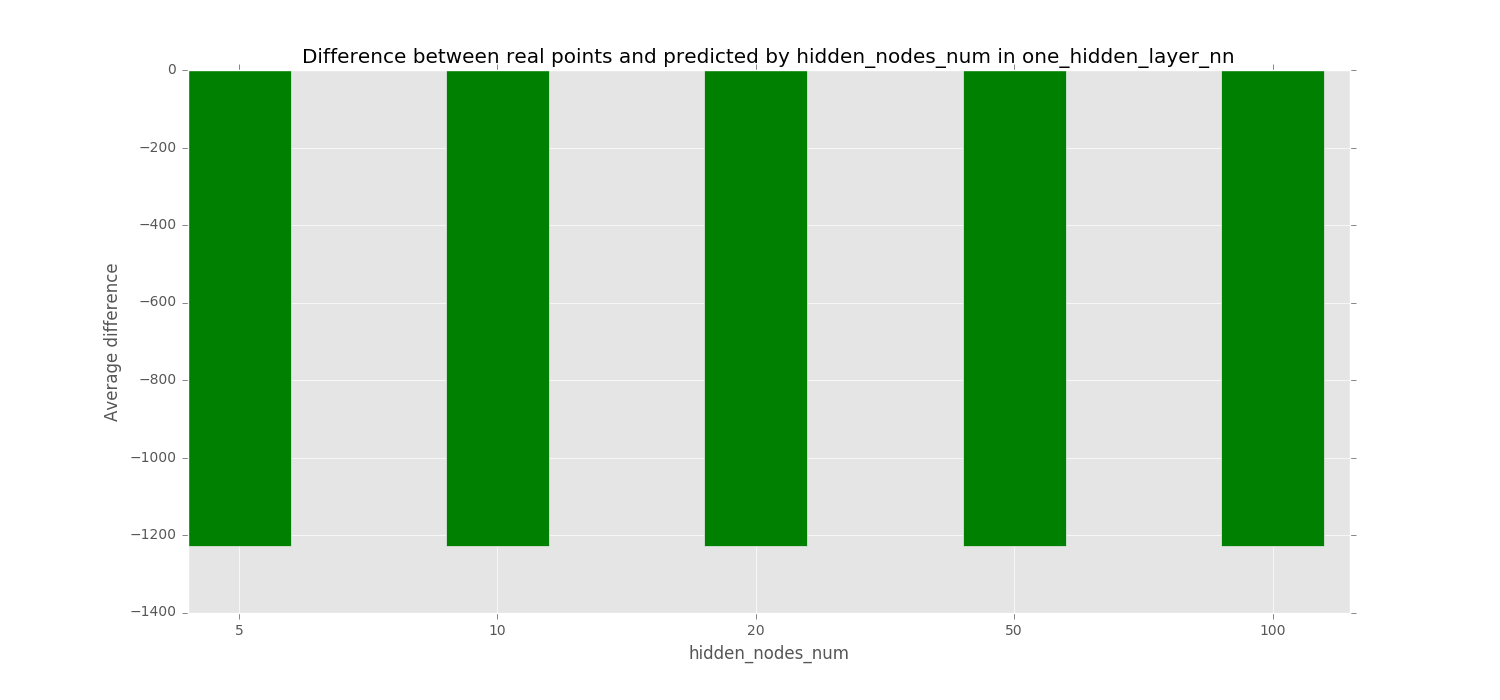 Difference between real points and predicted by hidden_nodes_num in one_hidden_layer_nn
0
−200
−400
−600
−800
−1000
−1200
−1400
Average difference
5 10 20 50 100
hidden_nodes_num